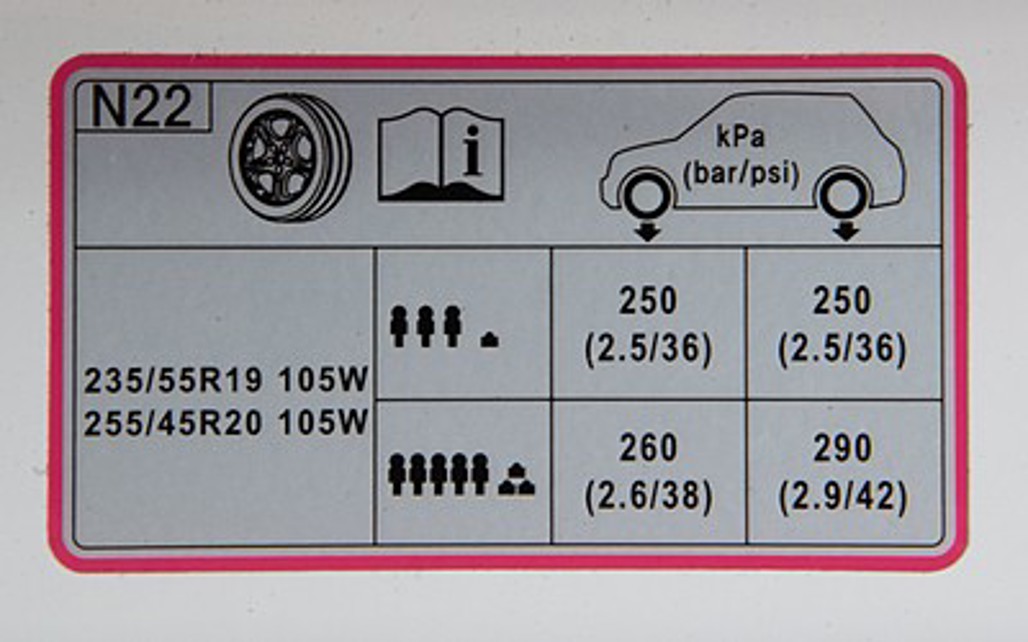 N22
i
kPa
(bar/psi)
235/55R19 105W
255/45R20 105W
250
(2.5/36)
250
(2.5/36)
260
(2.6/38)
290
(2.9/42)